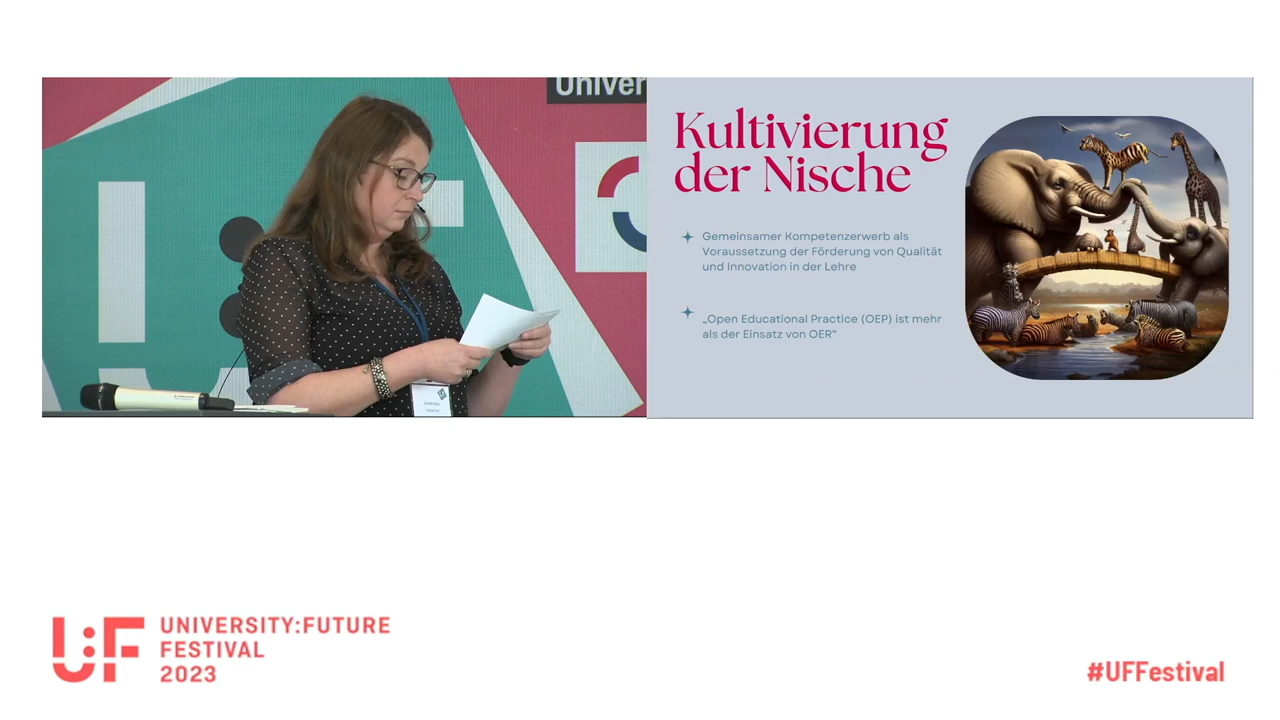 Univer
Kultivierung
der Nische
Gemeinsamer Kompetenzerwerb als
Voraussetzung der Förderung von Qualität
und Innovation in der Lehre
„Open Educational Practice (OEP) ist mehr
als der Einsatz von OER“
U:F
UNIVERSITY:FUTURE
FESTIVAL
2023
#UFFestival